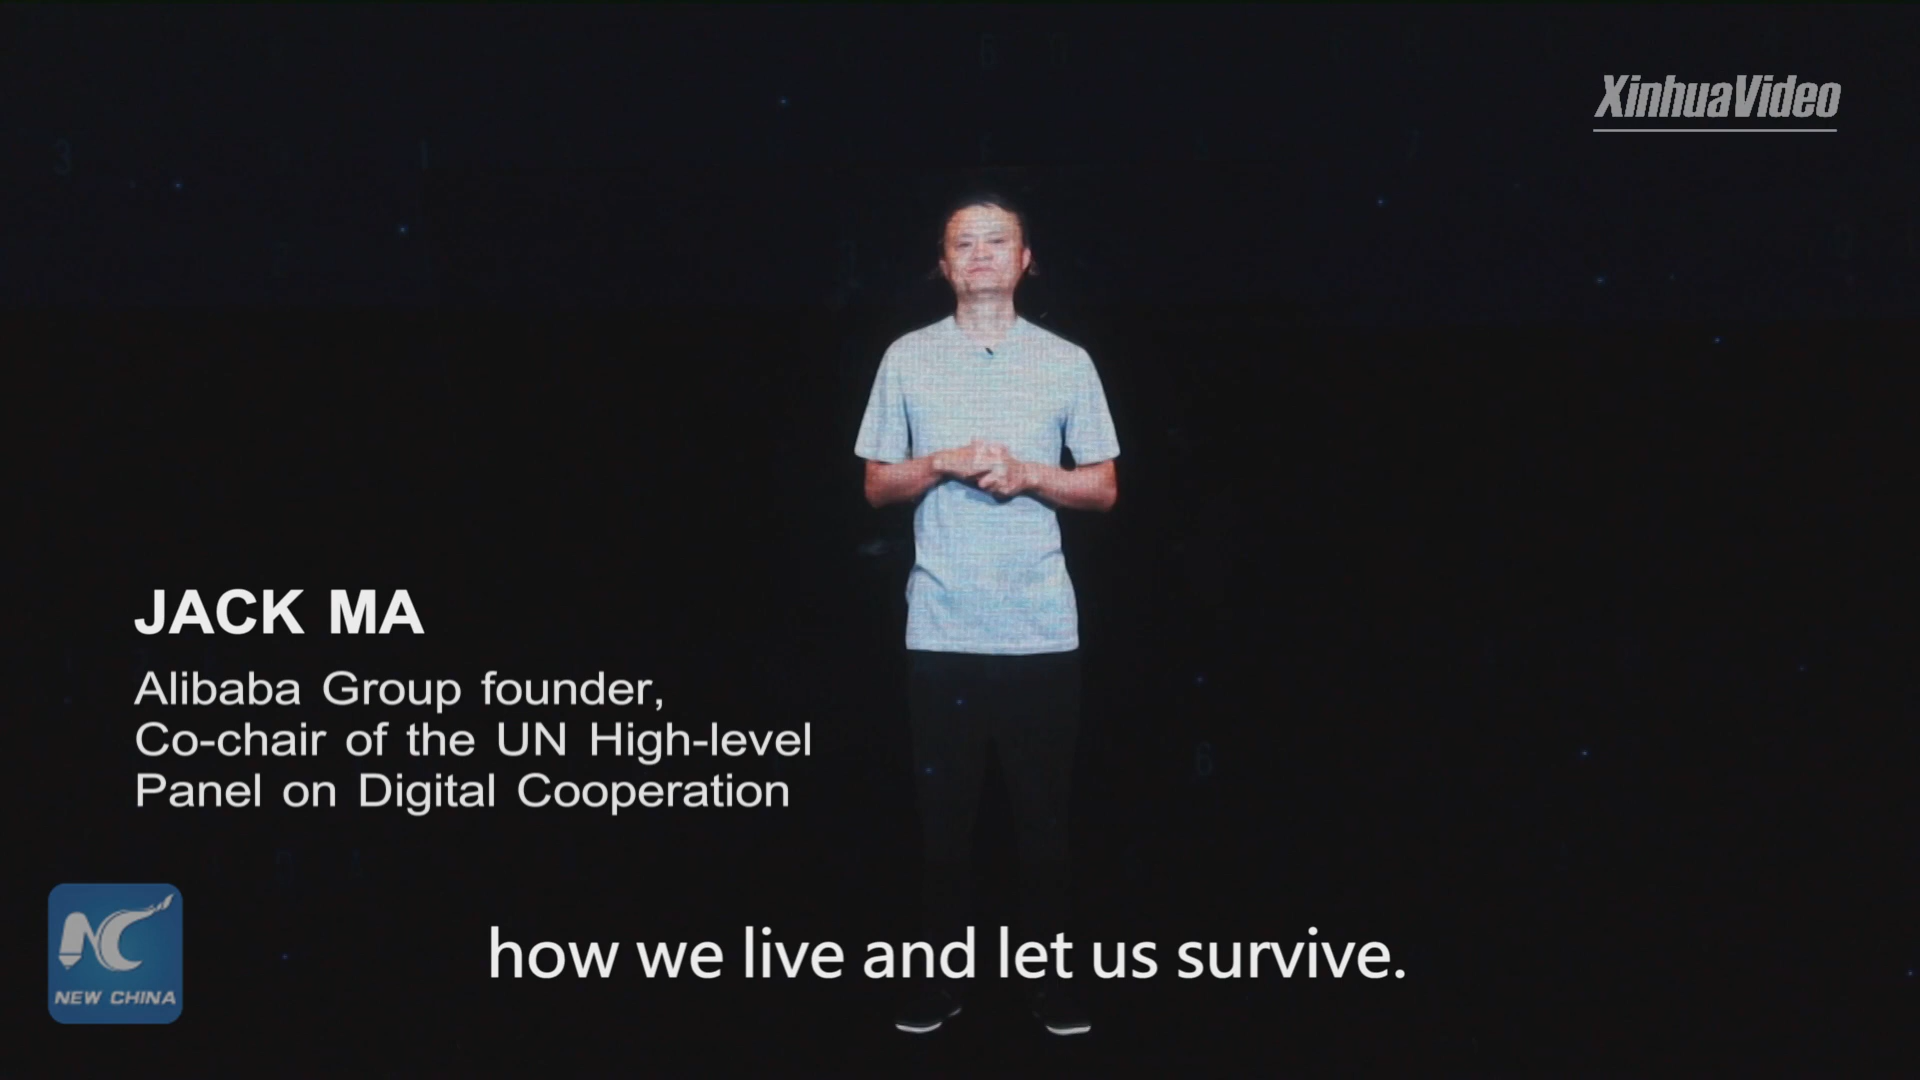 XinhuaVideo
JACK MA
Alibaba Group founder,
Co-chair of the UN High-level
Panel on Digital Cooperation
NC
NEW CHINA
how we live and let us survive.